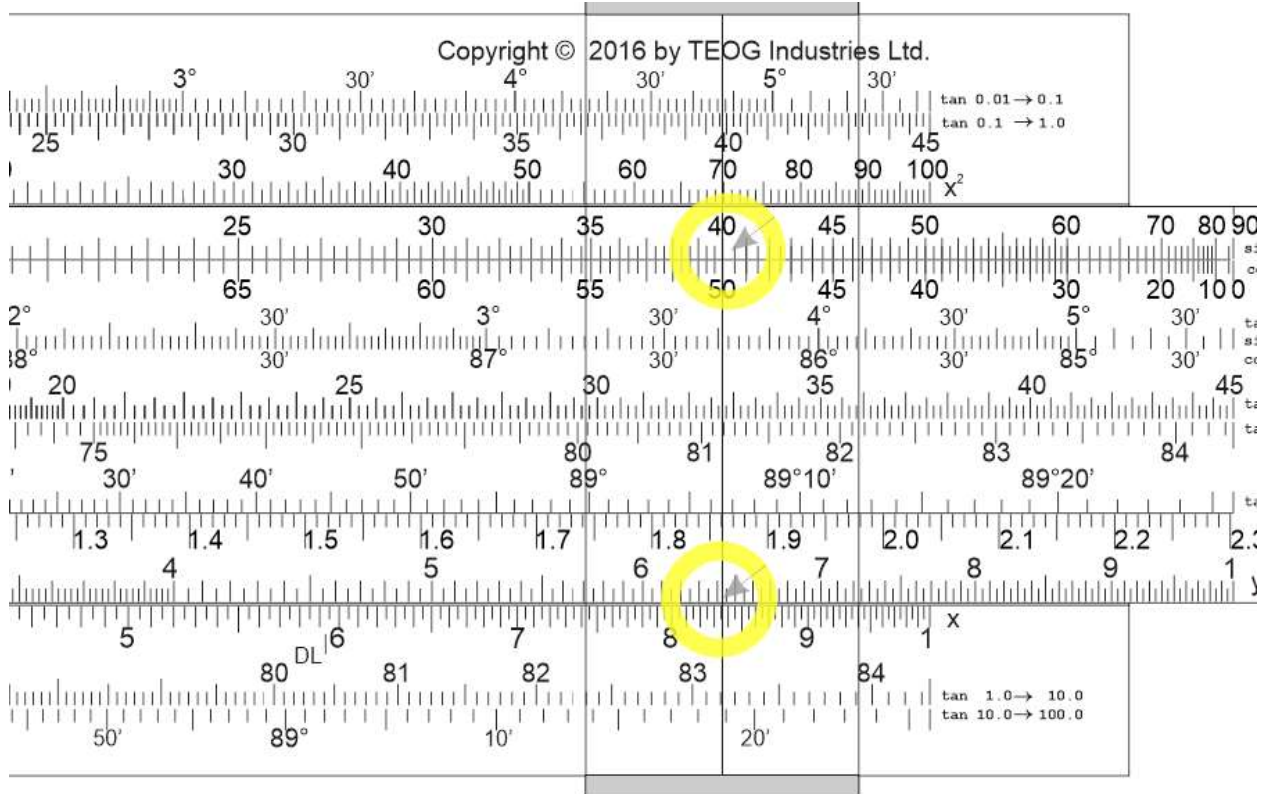 Copyright © 2016 by TEOG Industries Ltd.
3° 30' 4° 30' 5° 30'
tan 0.01→0.1
tan 0.1 →1.0
25 30 35 40 45
30 40 50 60 70 80 90 100
x²
25 30 35 40 45 50 60 70 80 90
65 60 55 50 45 40 30 20 10 0
2° 30' 3° 30' 4° 30' 5° 30'
88° 30' 87° 30' 86° 30' 85° 30'
20 25 30 35 40 45
75 80 81 82 83 84
30' 40' 50' 89° 89°10' 89°20'
1.3 1.4 1.5 1.6 1.7 1.8 1.9 2.0 2.1 2.2 2.3
4 5 6 7 8 9 1
y
5 6 7 8 9 1
x
DL
80 81 82 83 84
tan 1.0→ 10.0
tan 10.0→100.0
50' 89° 10' 20'